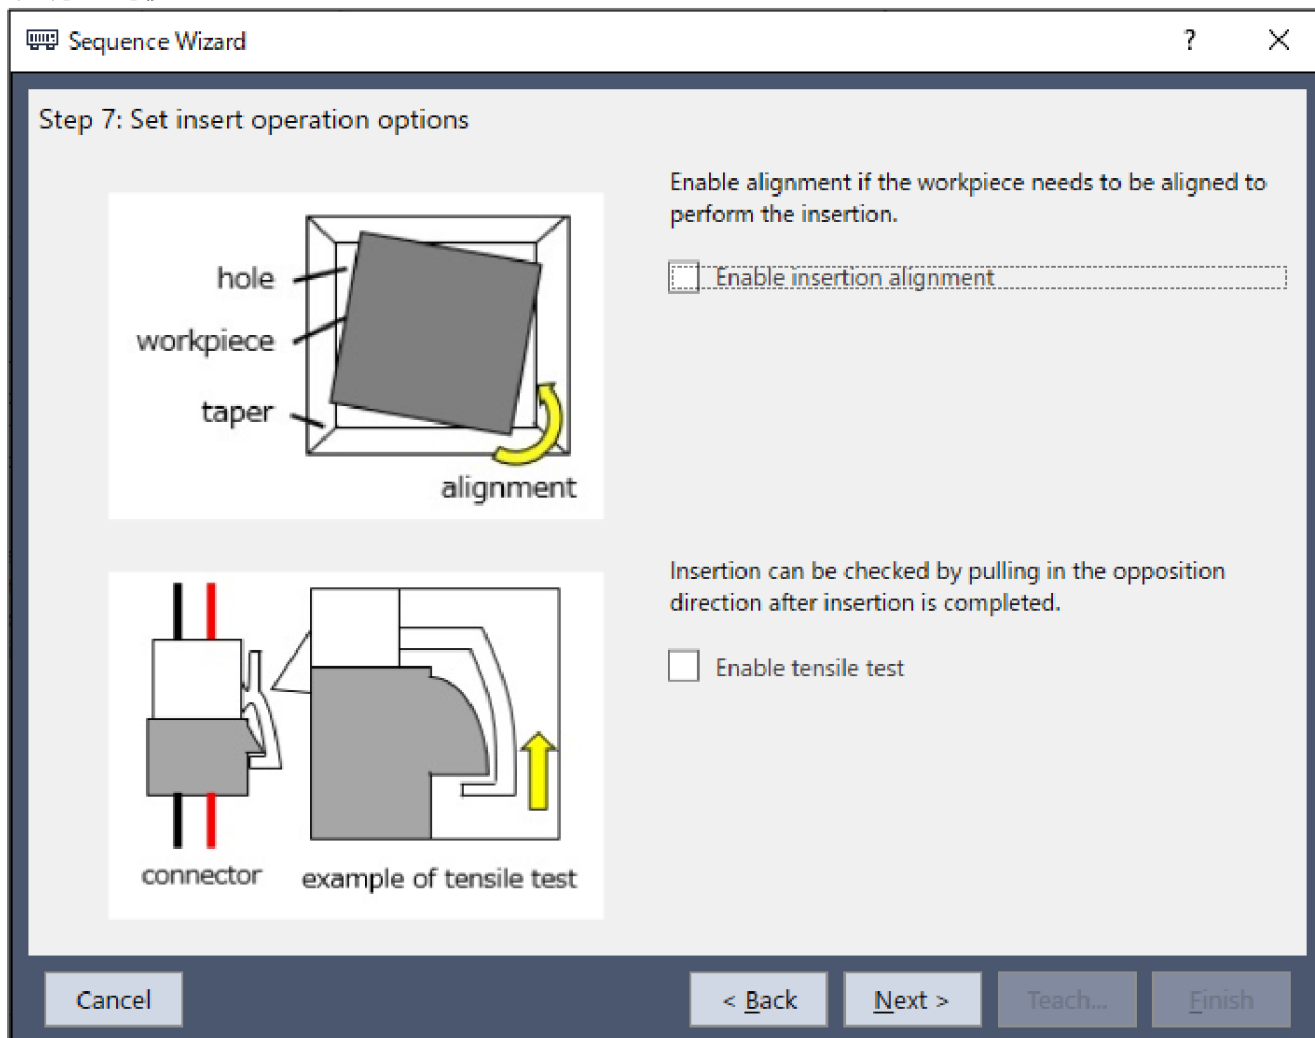 Sequence Wizard
Step 7: Set insert operation options
Enable alignment if the workpiece needs to be aligned to
perform the insertion.
Enable insertion alignment
hole
workpiece
taper
alignment
Insertion can be checked by pulling in the opposition
direction after insertion is completed.
Enable tensile test
connector
example of tensile test
Cancel
< Back
Next >
Teach...
Finish